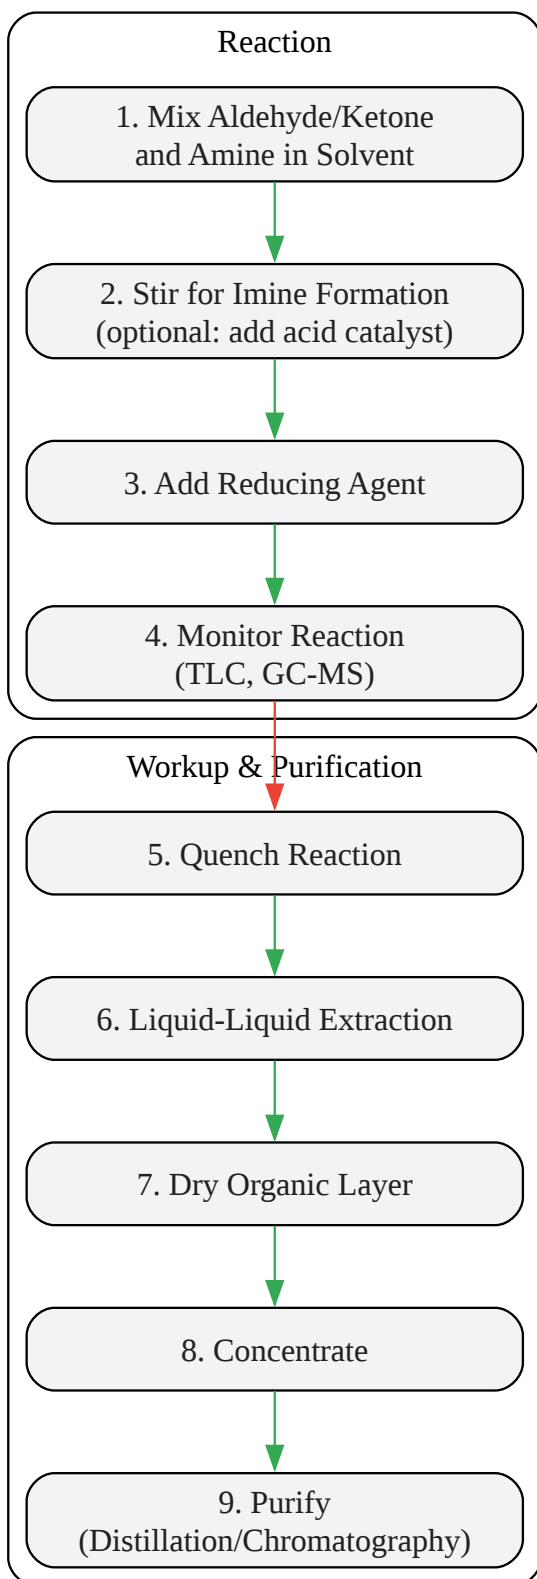 Reaction
1. Mix Aldehyde/Ketone
and Amine in Solvent
2. Stir for Imine Formation
(optional: add acid catalyst)
3. Add Reducing Agent
4. Monitor Reaction
(TLC, GC-MS)
Workup & Purification
5. Quench Reaction
6. Liquid-Liquid Extraction
7. Dry Organic Layer
8. Concentrate
9. Purify
(Distillation/Chromatography)